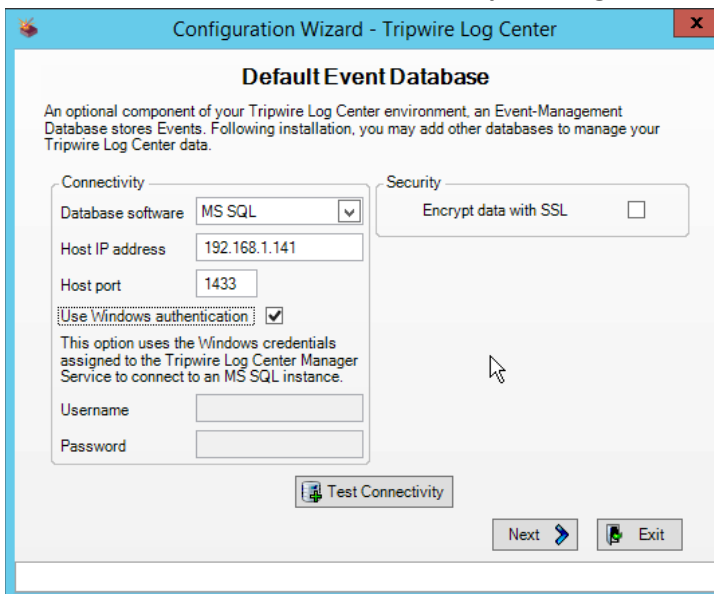 Configuration Wizard - Tripwire Log Center
x
Default Event Database
An optional component of your Tripwire Log Center environment, an Event-Management
Database stores Events. Following installation, you may add other databases to manage your
Tripwire Log Center data.
Connectivity
Database software MS SQL
Host IP address 192.168.1.141
Host port 1433
Use Windows authentication
This option uses the Windows credentials
assigned to the Tripwire Log Center Manager
Service to connect to an MS SQL instance.
Username
Password
Security
Encrypt data with SSL
Test Connectivity
Next
Exit